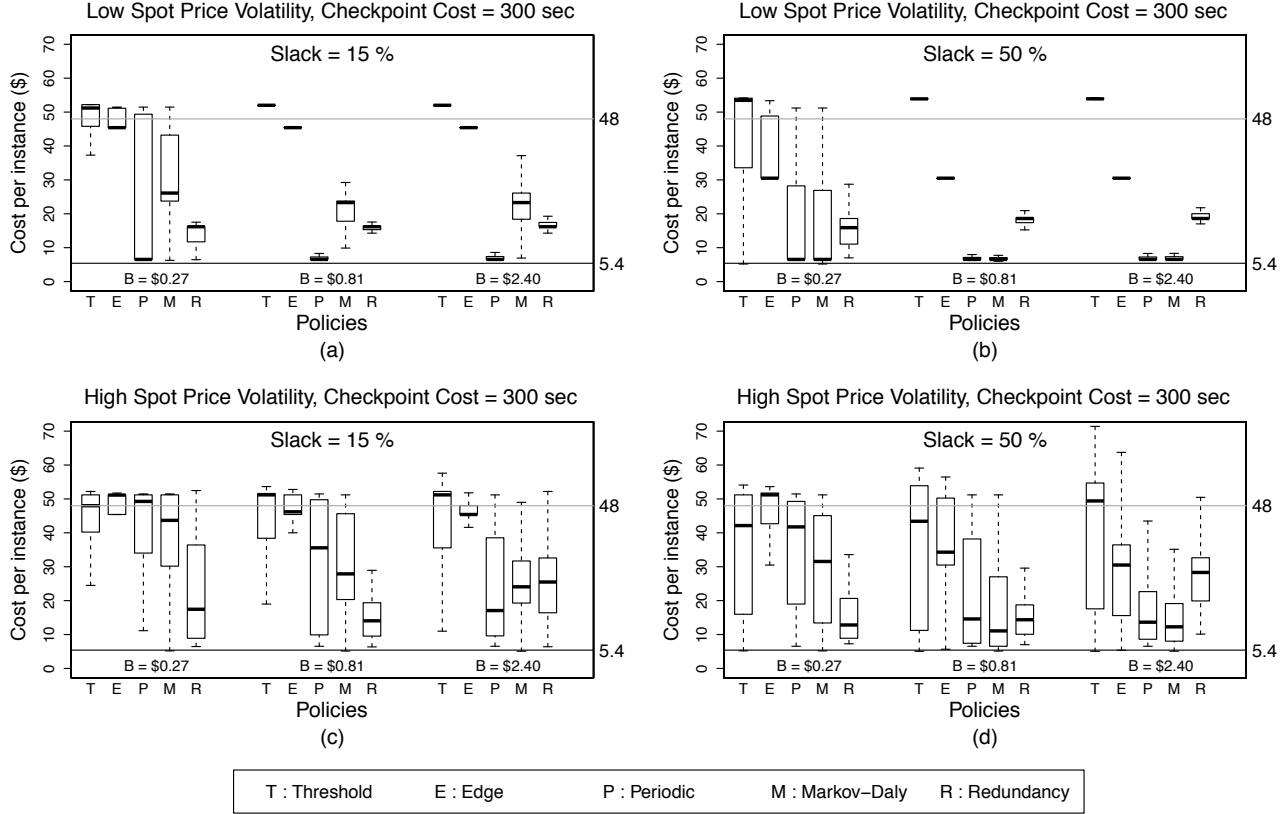 Low Spot Price Volatility, Checkpoint Cost = 300 sec
Slack = 15 %
Cost per instance ($)
70
60
50
40
30
20
10
0
48
5.4
B = $0.27 B = $0.81 B = $2.40
T E P M R T E P M R T E P M R
Policies
(a)
Low Spot Price Volatility, Checkpoint Cost = 300 sec
Slack = 50 %
Cost per instance ($)
70
60
50
40
30
20
10
0
48
5.4
B = $0.27 B = $0.81 B = $2.40
T E P M R T E P M R T E P M R
Policies
(b)
High Spot Price Volatility, Checkpoint Cost = 300 sec
Slack = 15 %
Cost per instance ($)
70
60
50
40
30
20
10
0
48
5.4
B = $0.27 B = $0.81 B = $2.40
T E P M R T E P M R T E P M R
Policies
(c)
High Spot Price Volatility, Checkpoint Cost = 300 sec
Slack = 50 %
Cost per instance ($)
70
60
50
40
30
20
10
0
48
5.4
B = $0.27 B = $0.81 B = $2.40
T E P M R T E P M R T E P M R
Policies
(d)
T : Threshold E : Edge P : Periodic M : Markov−Daly R : Redundancy